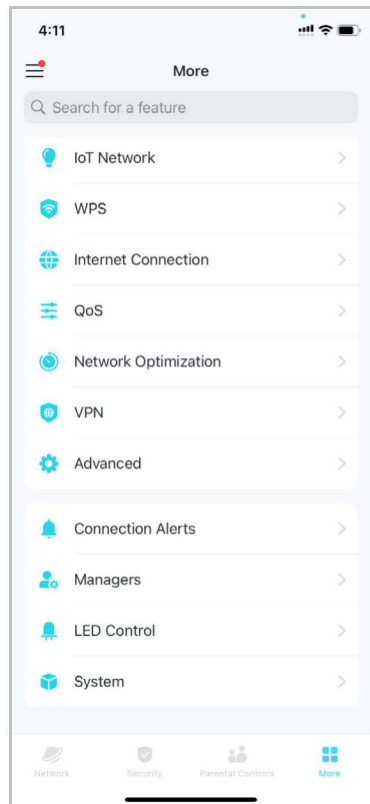 4:11
More
Search for a feature
IoT Network
WPS
Internet Connection
QoS
Network Optimization
VPN
Advanced
Connection Alerts
Managers
LED Control
System
Network Security Parental Controls More